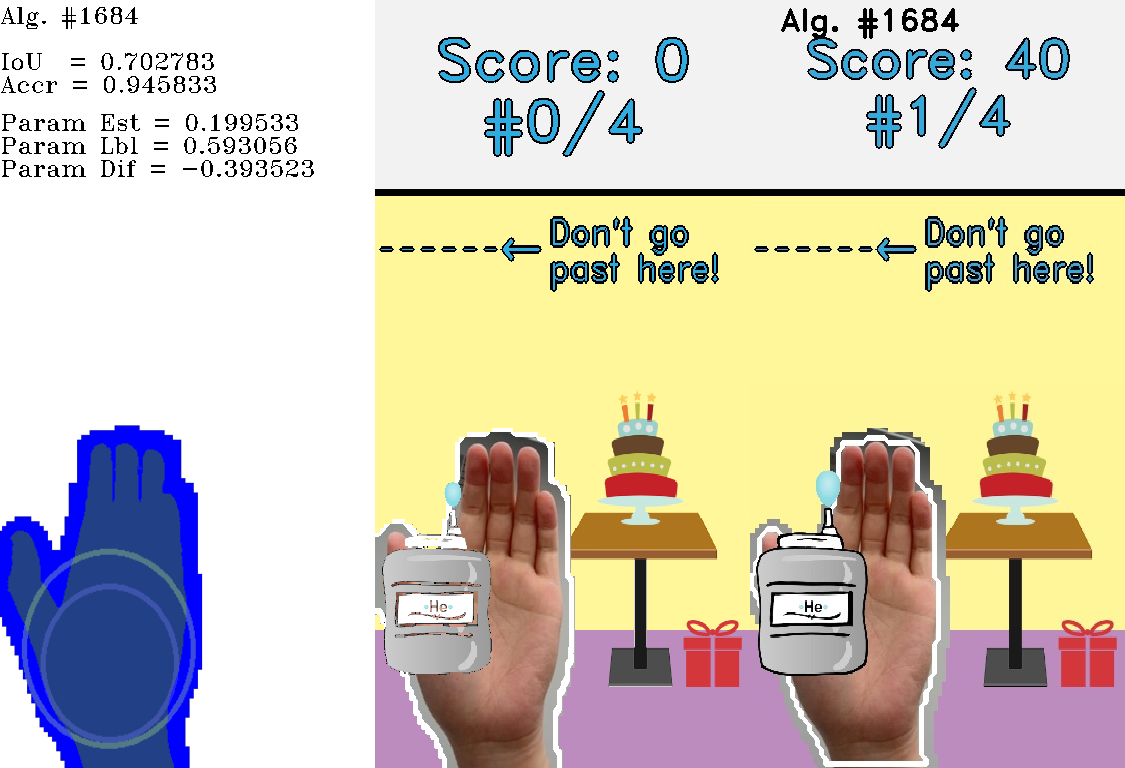 Alg. #1684
IoU = 0.702783
Accr = 0.945833
Param Est = 0.199533
Param Lbl = 0.593056
Param Dif = −0.393523
Score: 0
#0/4
Don't go
past here!
He
Alg. #1684
Score: 40
#1/4
Don't go
past here!
He